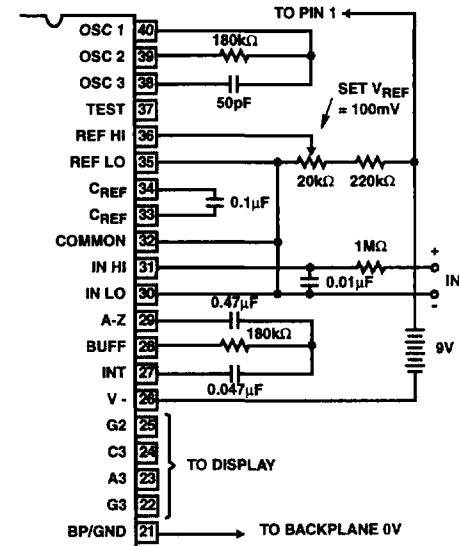 TO PIN 1
OSC 1 40
180kΩ
OSC 2 39
OSC 3 38
50pF
SET VREF
= 100mV
TEST 37
REF HI 36
REF LO 35
20kΩ 220kΩ
CREF 34
0.1µF
CREF 33
COMMON 32
1MΩ
+
IN HI 31
IN
0.01µF
IN LO 30
-
0.47µF
A-Z 29
180kΩ
BUFF 28
9V
INT 27
0.047µF
V - 26
G2 25
C3 24
TO DISPLAY
A3 23
G3 22
BP/GND 21
TO BACKPLANE 0V